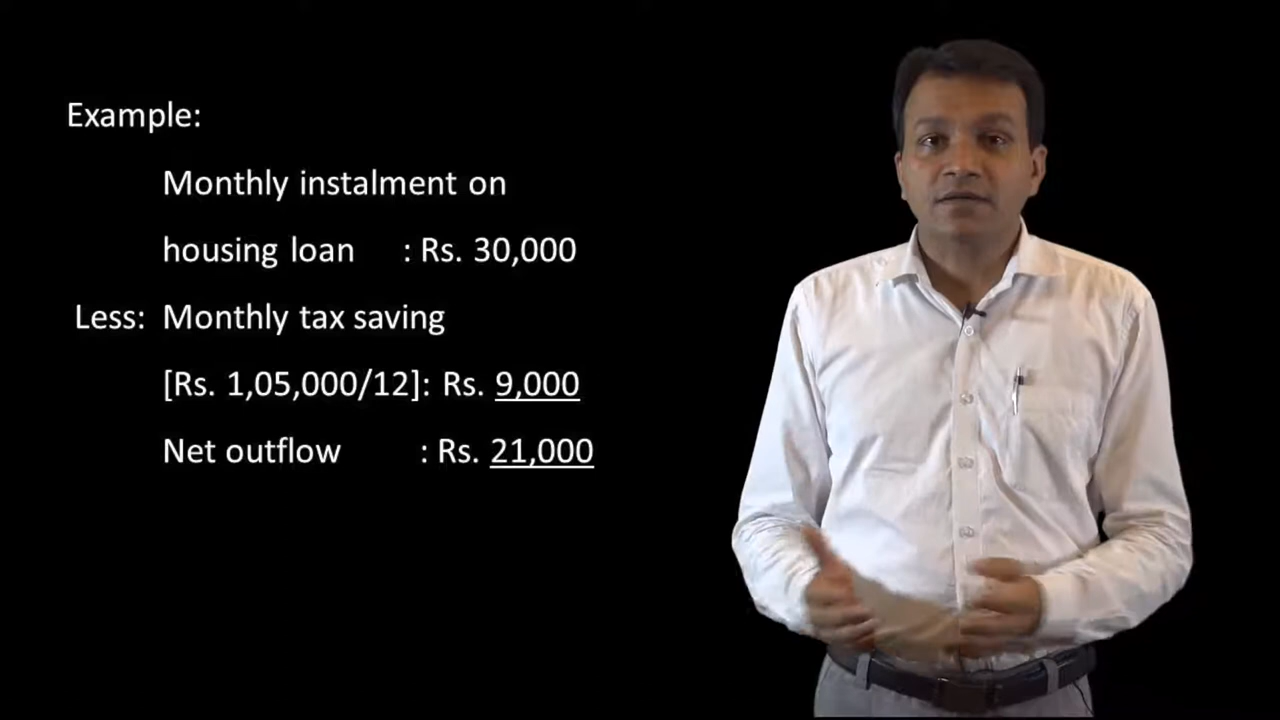 Example:
Monthly instalment on
housing loan : Rs. 30,000
Less: Monthly tax saving
[Rs. 1,05,000/12]: Rs. 9,000
Net outflow : Rs. 21,000